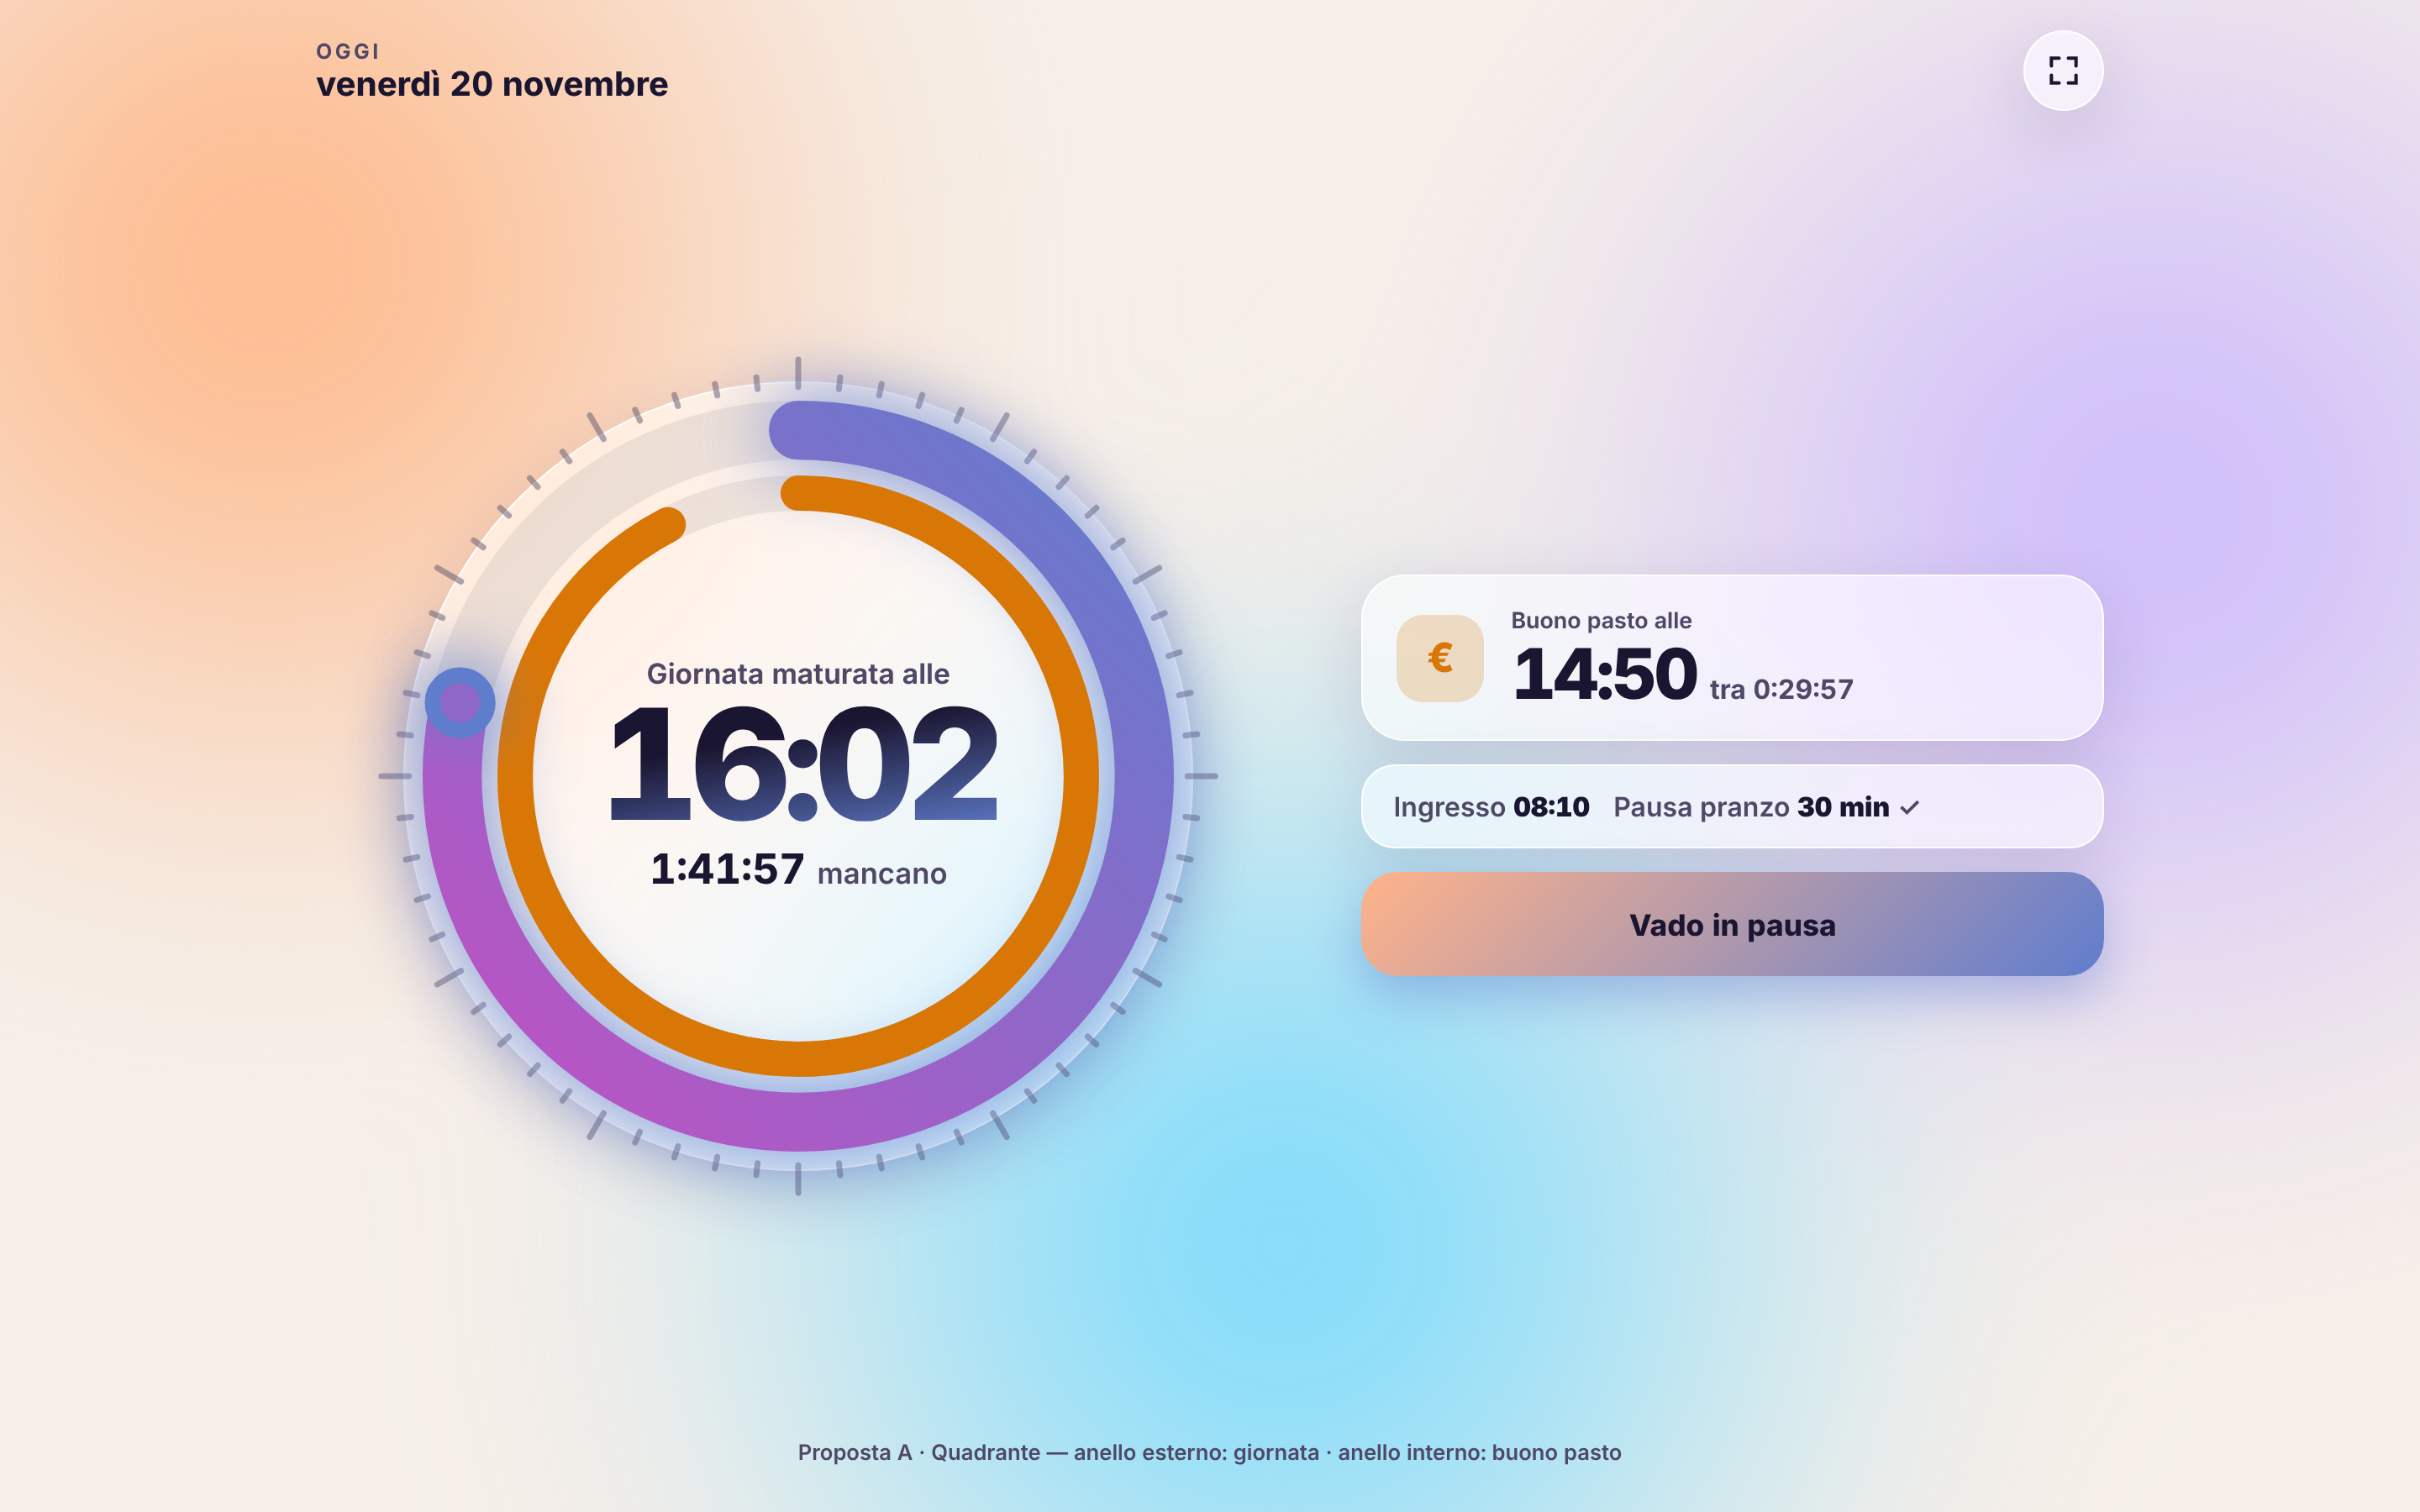 OGGI
venerdì 20 novembre
Giornata maturata alle
16:02
1:41:57 mancano
€
Buono pasto alle
14:50 tra 0:29:57
Ingresso 08:10 Pausa pranzo 30 min ✓
Vado in pausa
Proposta A · Quadrante — anello esterno: giornata · anello interno: buono pasto